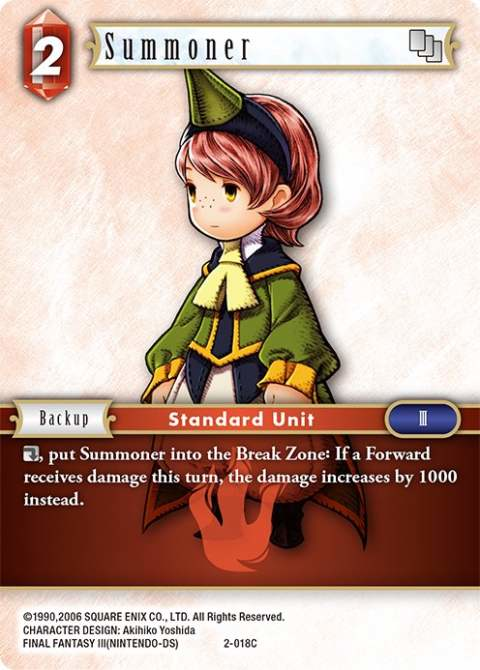 2
Summoner
Backup
Standard Unit
III
, put Summoner into the Break Zone: If a Forward
receives damage this turn, the damage increases by 1000
instead.
©1990,2006 SQUARE ENIX CO., LTD. All Rights Reserved.
CHARACTER DESIGN: Akihiko Yoshida
FINAL FANTASY III(NINTENDO-DS)
2-018C